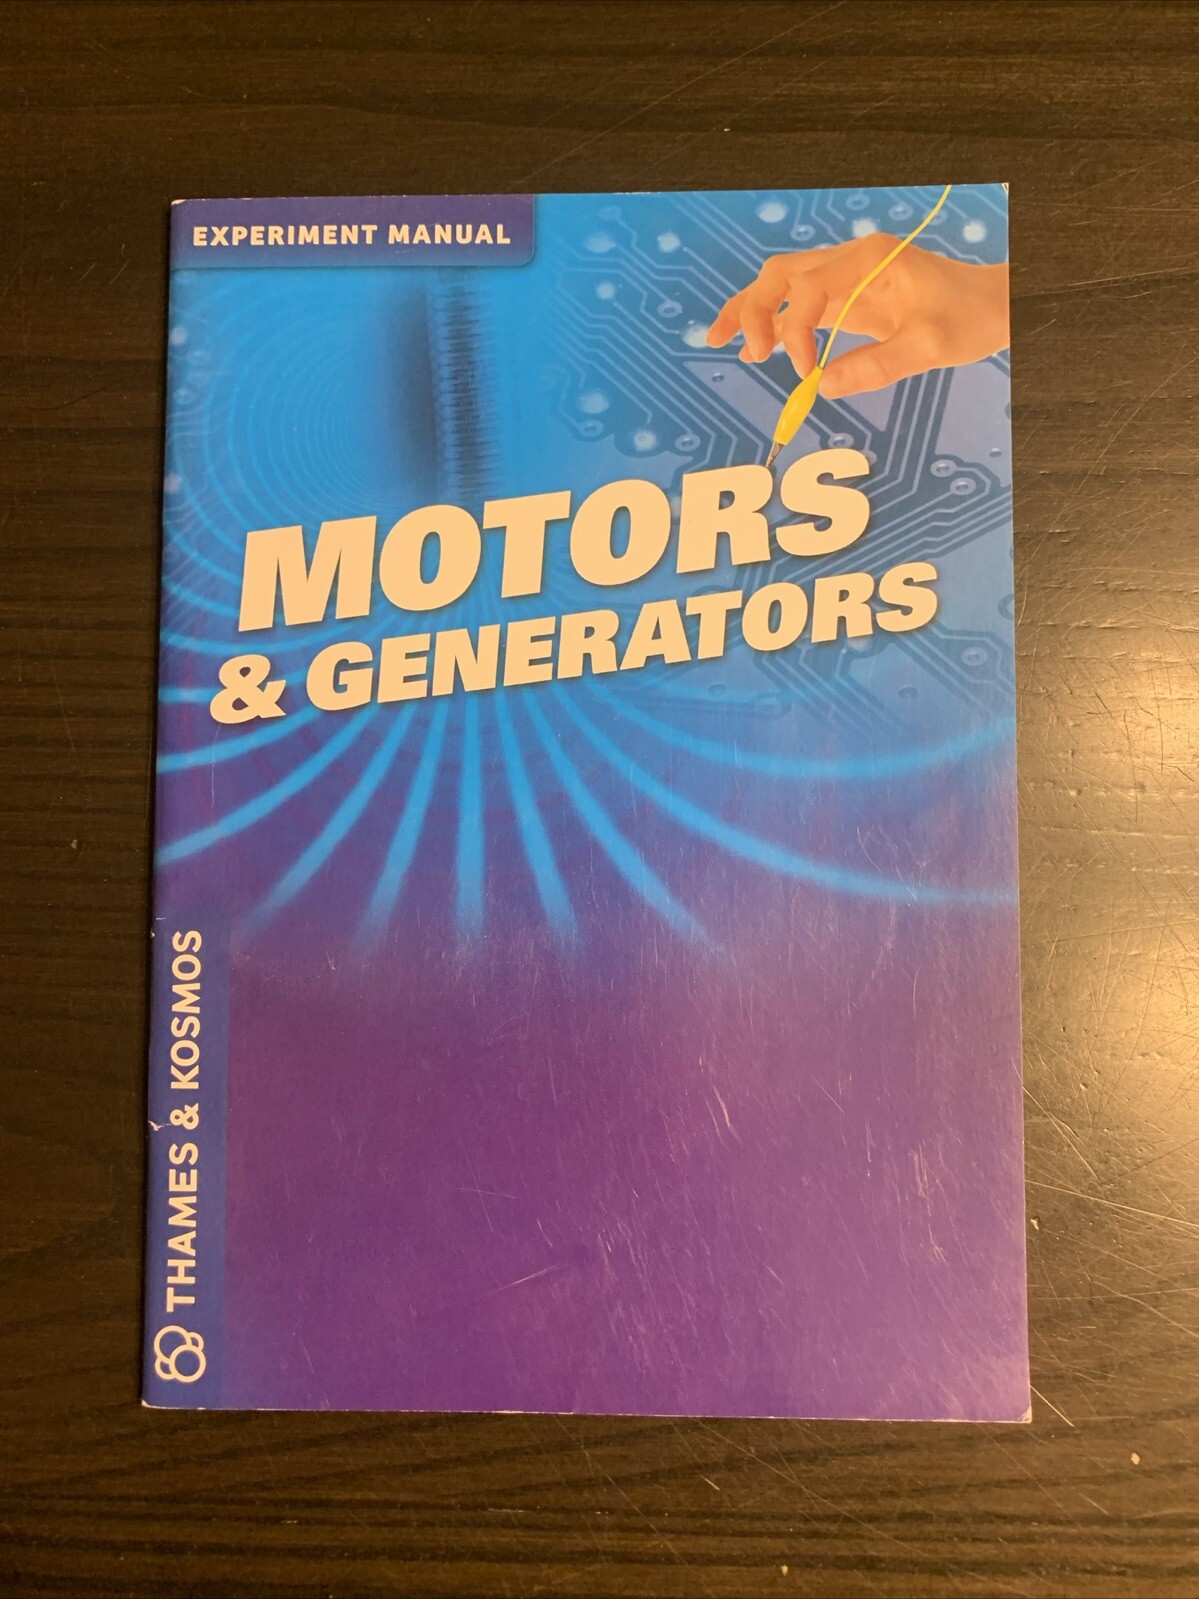 EXPERIMENT MANUAL
MOTORS
& GENERATORS
THAMES & KOSMOS